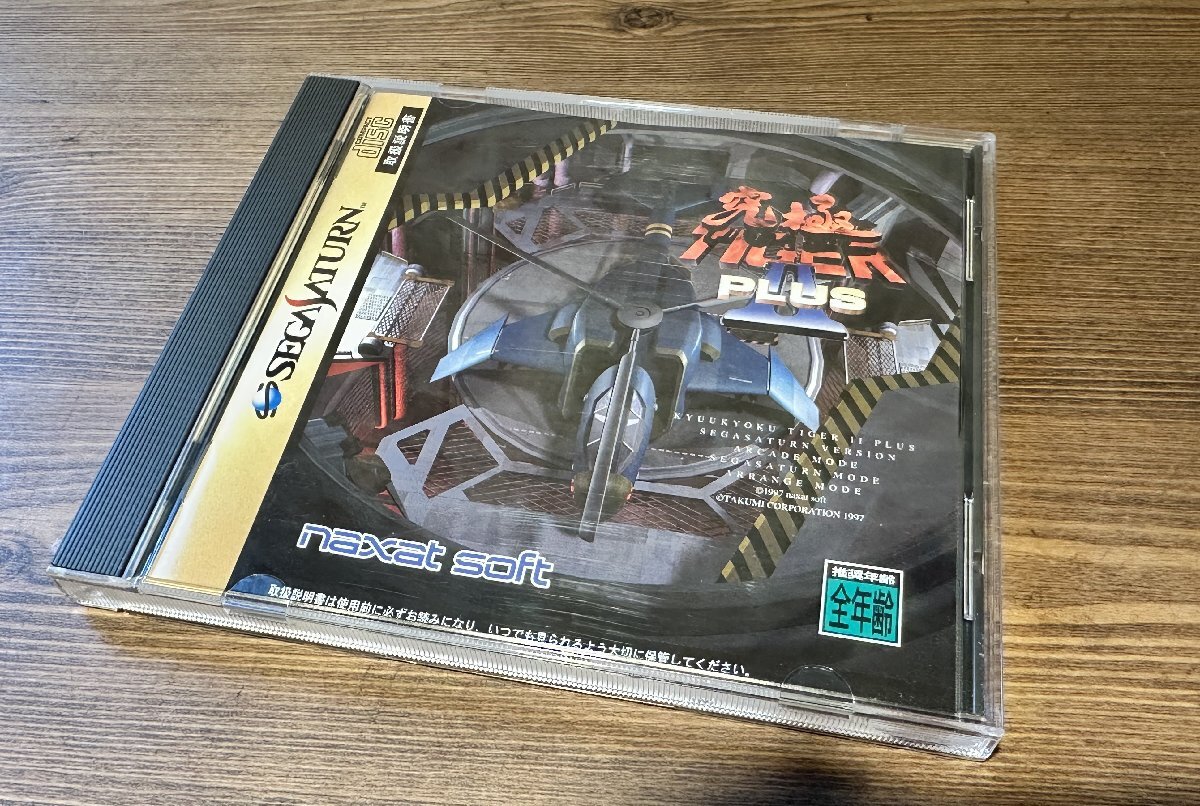 COMPACT
disc
取扱説明書
SEGASATURN™
究極
TIGER
II
PLUS
KYUUKYOKU TIGER II PLUS
SEGASATURN VERSION
ARCADE MODE
SEGASATURN MODE
ARRANGE MODE
©1997 naxat soft
©TAKUMI CORPORATION 1997
naxat soft
推奨年齢
全年齢
取扱説明書は使用前に必ずお読みになり、いつでも見られるよう大切に保管してください。